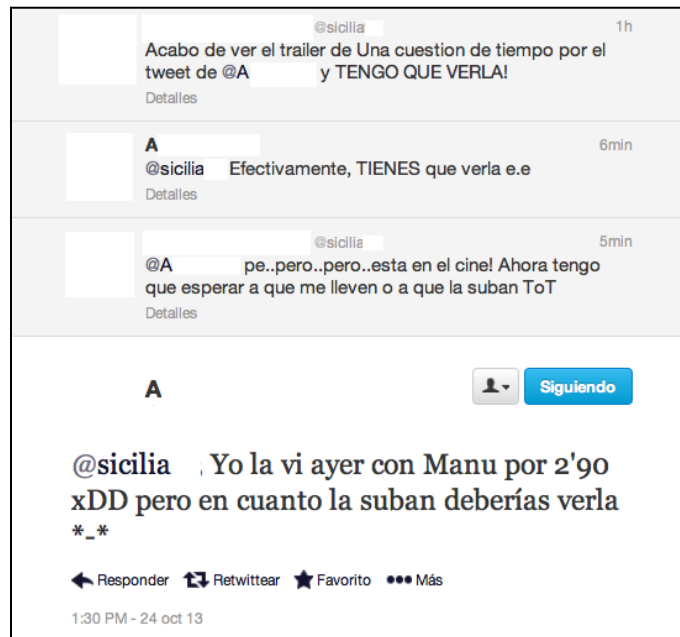 @sicilia 1h
Acabo de ver el trailer de Una cuestion de tiempo por el
tweet de @A y TENGO QUE VERLA!
Detalles
A 6min
@sicilia Efectivamente, TIENES que verla e.e
Detalles
@sicilia 5min
@A pe..pero..pero..esta en el cine! Ahora tengo
que esperar a que me lleven o a que la suban ToT
Detalles
A
Siguiendo
@sicilia Yo la vi ayer con Manu por 2'90
xDD pero en cuanto la suban deberías verla
*-*
Responder Retwittear Favorito Más
1:30 PM - 24 oct 13